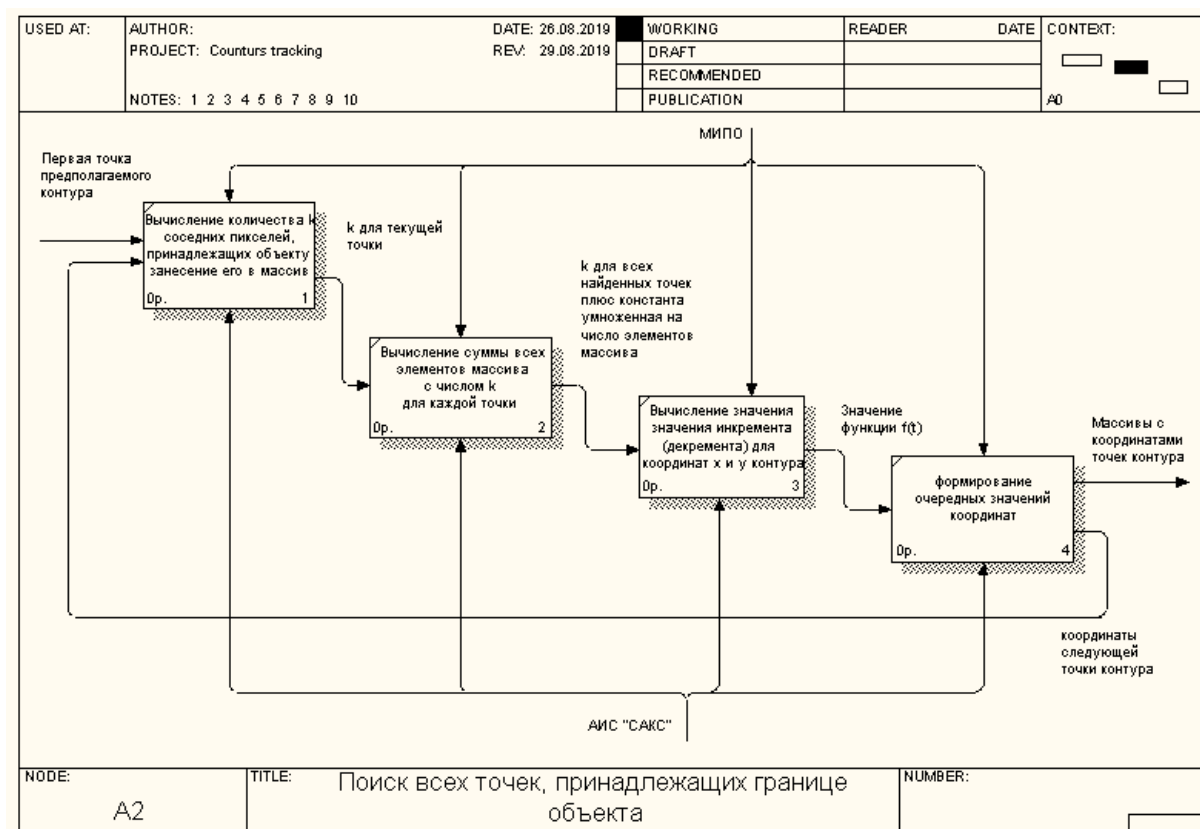 USED AT:
AUTHOR:
DATE: 26.08.2019
PROJECT: Counturs tracking
REV: 29.08.2019
NOTES: 1 2 3 4 5 6 7 8 9 10
WORKING
DRAFT
RECOMMENDED
PUBLICATION
READER
DATE
CONTEXT:
A0
МИПО
Первая точка
предполагаемого
контура
Вычисление количества k
соседних пикселей,
принадлежащих объекту
занесение его в массив
0р.
1
k для текущей
точки
Вычисление суммы всех
элементов массива
с числом k
для каждой точки
0р.
2
k для всех
найденных точек
плюс константа
умноженная на
число элементов
массива
Вычисление значения
значения инкремента
(декремента) для
координат x и y контура
0р.
3
Значение
функции f(t)
формирование
очередных значений
координат
0р.
4
Массивы с
координатами
точек контура
координаты
следующей
точки контура
АИС "САКС"
NODE:
A2
TITLE:
Поиск всех точек, принадлежащих границе
объекта
NUMBER: